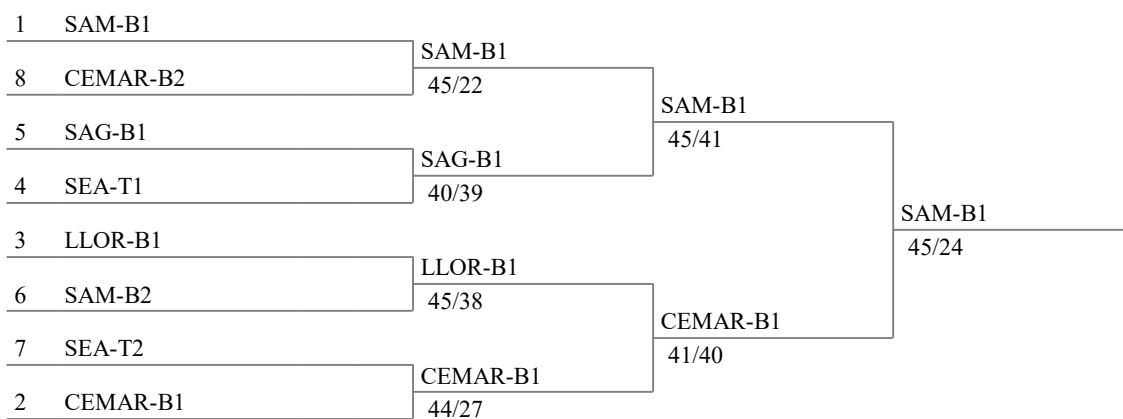 1 SAM-B1
8 CEMAR-B2
5 SAG-B1
4 SEA-T1
3 LLOR-B1
6 SAM-B2
7 SEA-T2
2 CEMAR-B1
SAM-B1
45/22
SAG-B1
40/39
LLOR-B1
45/38
CEMAR-B1
44/27
SAM-B1
45/41
CEMAR-B1
41/40
SAM-B1
45/24